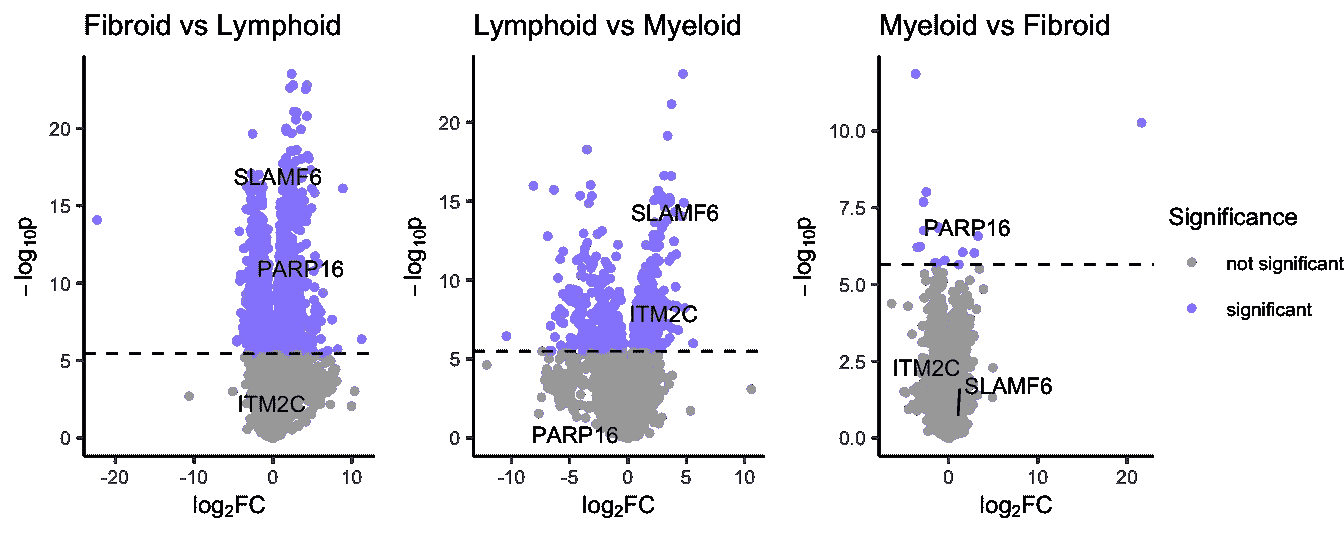 Fibroid vs Lymphoid
−log10p
20
15
10
5
0
SLAMF6
PARP16
ITM2C
-20
-10
0
10
log2FC
Lymphoid vs Myeloid
−log10p
20
15
10
5
0
SLAMF6
ITM2C
PARP16
-10
-5
0
5
10
log2FC
Myeloid vs Fibroid
−log10p
10.0
7.5
5.0
2.5
0.0
PARP16
ITM2C
SLAMF6
0
10
20
log2FC
Significance
not significant
significant